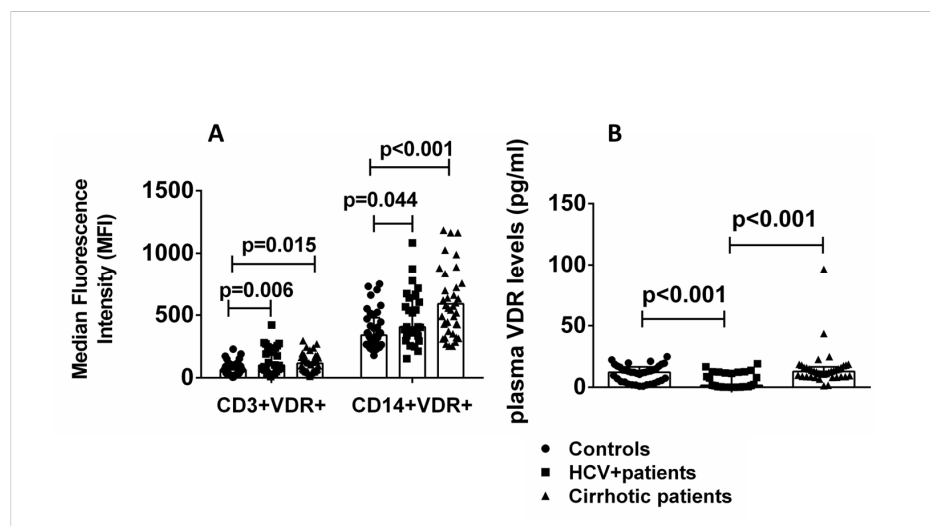 A
Median Fluorescence
Intensity (MFI)
1500
1000
500
0
p=0.015
p=0.006
p<0.001
p=0.044
CD3+VDR+
CD14+VDR+
B
plasma VDR levels (pg/ml)
150
100
50
0
p<0.001
p<0.001
Controls
HCV+patients
Cirrhotic patients